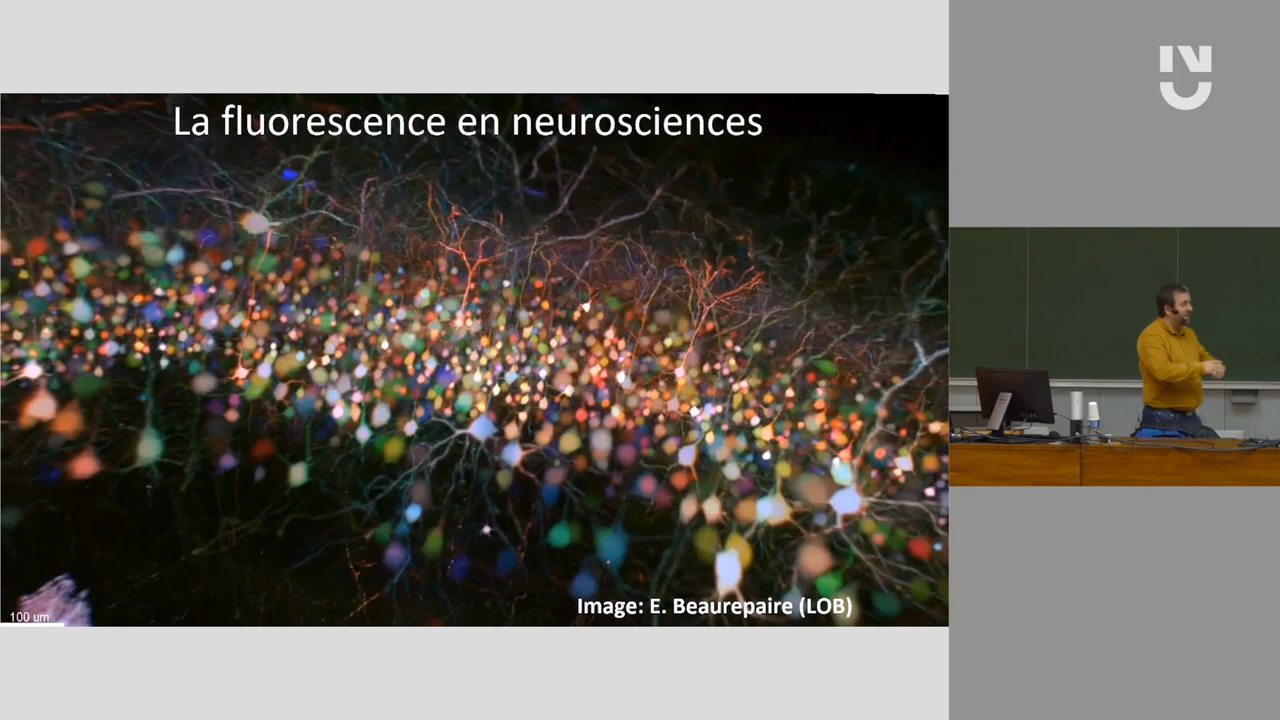 La fluorescence en neurosciences
Image: E. Beaurepaire (LOB)
100 um